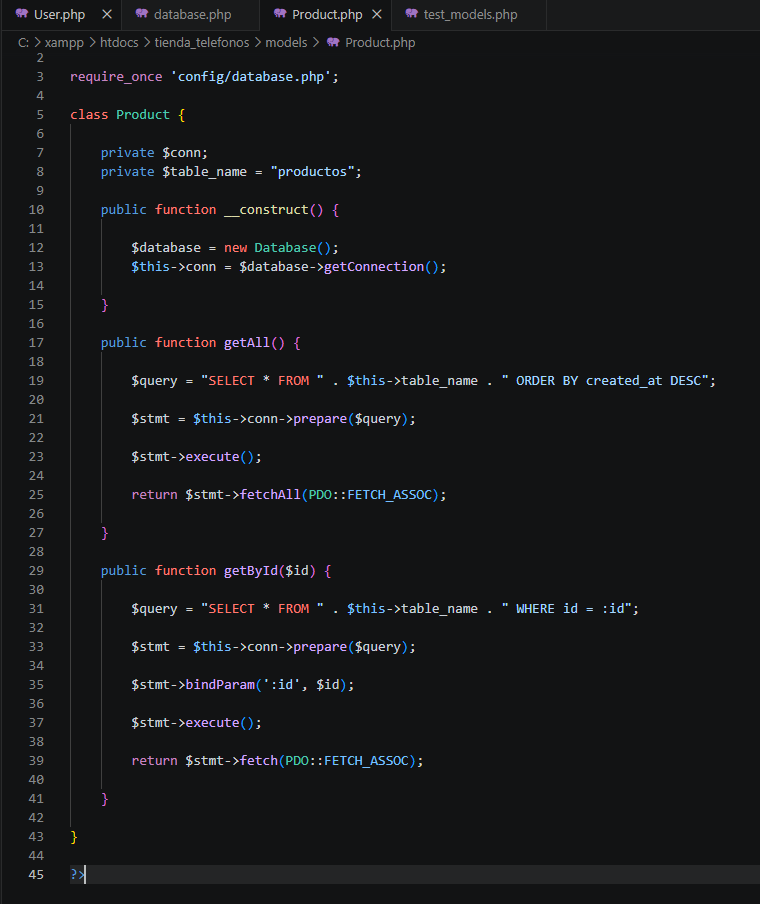 User.php × database.php Product.php × test_models.php
C: > xampp > htdocs > tienda_telefonos > models > Product.php
2
3 require_once 'config/database.php';
4
5 class Product {
6
7 private $conn;
8 private $table_name = "productos";
9
10 public function __construct() {
11
12 $database = new Database();
13 $this->conn = $database->getConnection();
14
15 }
16
17 public function getAll() {
18
19 $query = "SELECT * FROM " . $this->table_name . " ORDER BY created_at DESC";
20
21 $stmt = $this->conn->prepare($query);
22
23 $stmt->execute();
24
25 return $stmt->fetchAll(PDO::FETCH_ASSOC);
26
27 }
28
29 public function getById($id) {
30
31 $query = "SELECT * FROM " . $this->table_name . " WHERE id = :id";
32
33 $stmt = $this->conn->prepare($query);
34
35 $stmt->bindParam(':id', $id);
36
37 $stmt->execute();
38
39 return $stmt->fetch(PDO::FETCH_ASSOC);
40
41 }
42
43 }
44
45 ?>